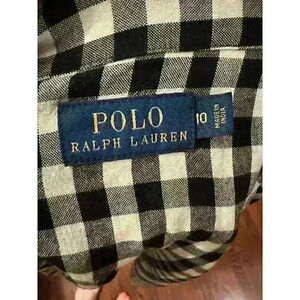 POLO
RALPH LAUREN
10
MADE IN
INDIA